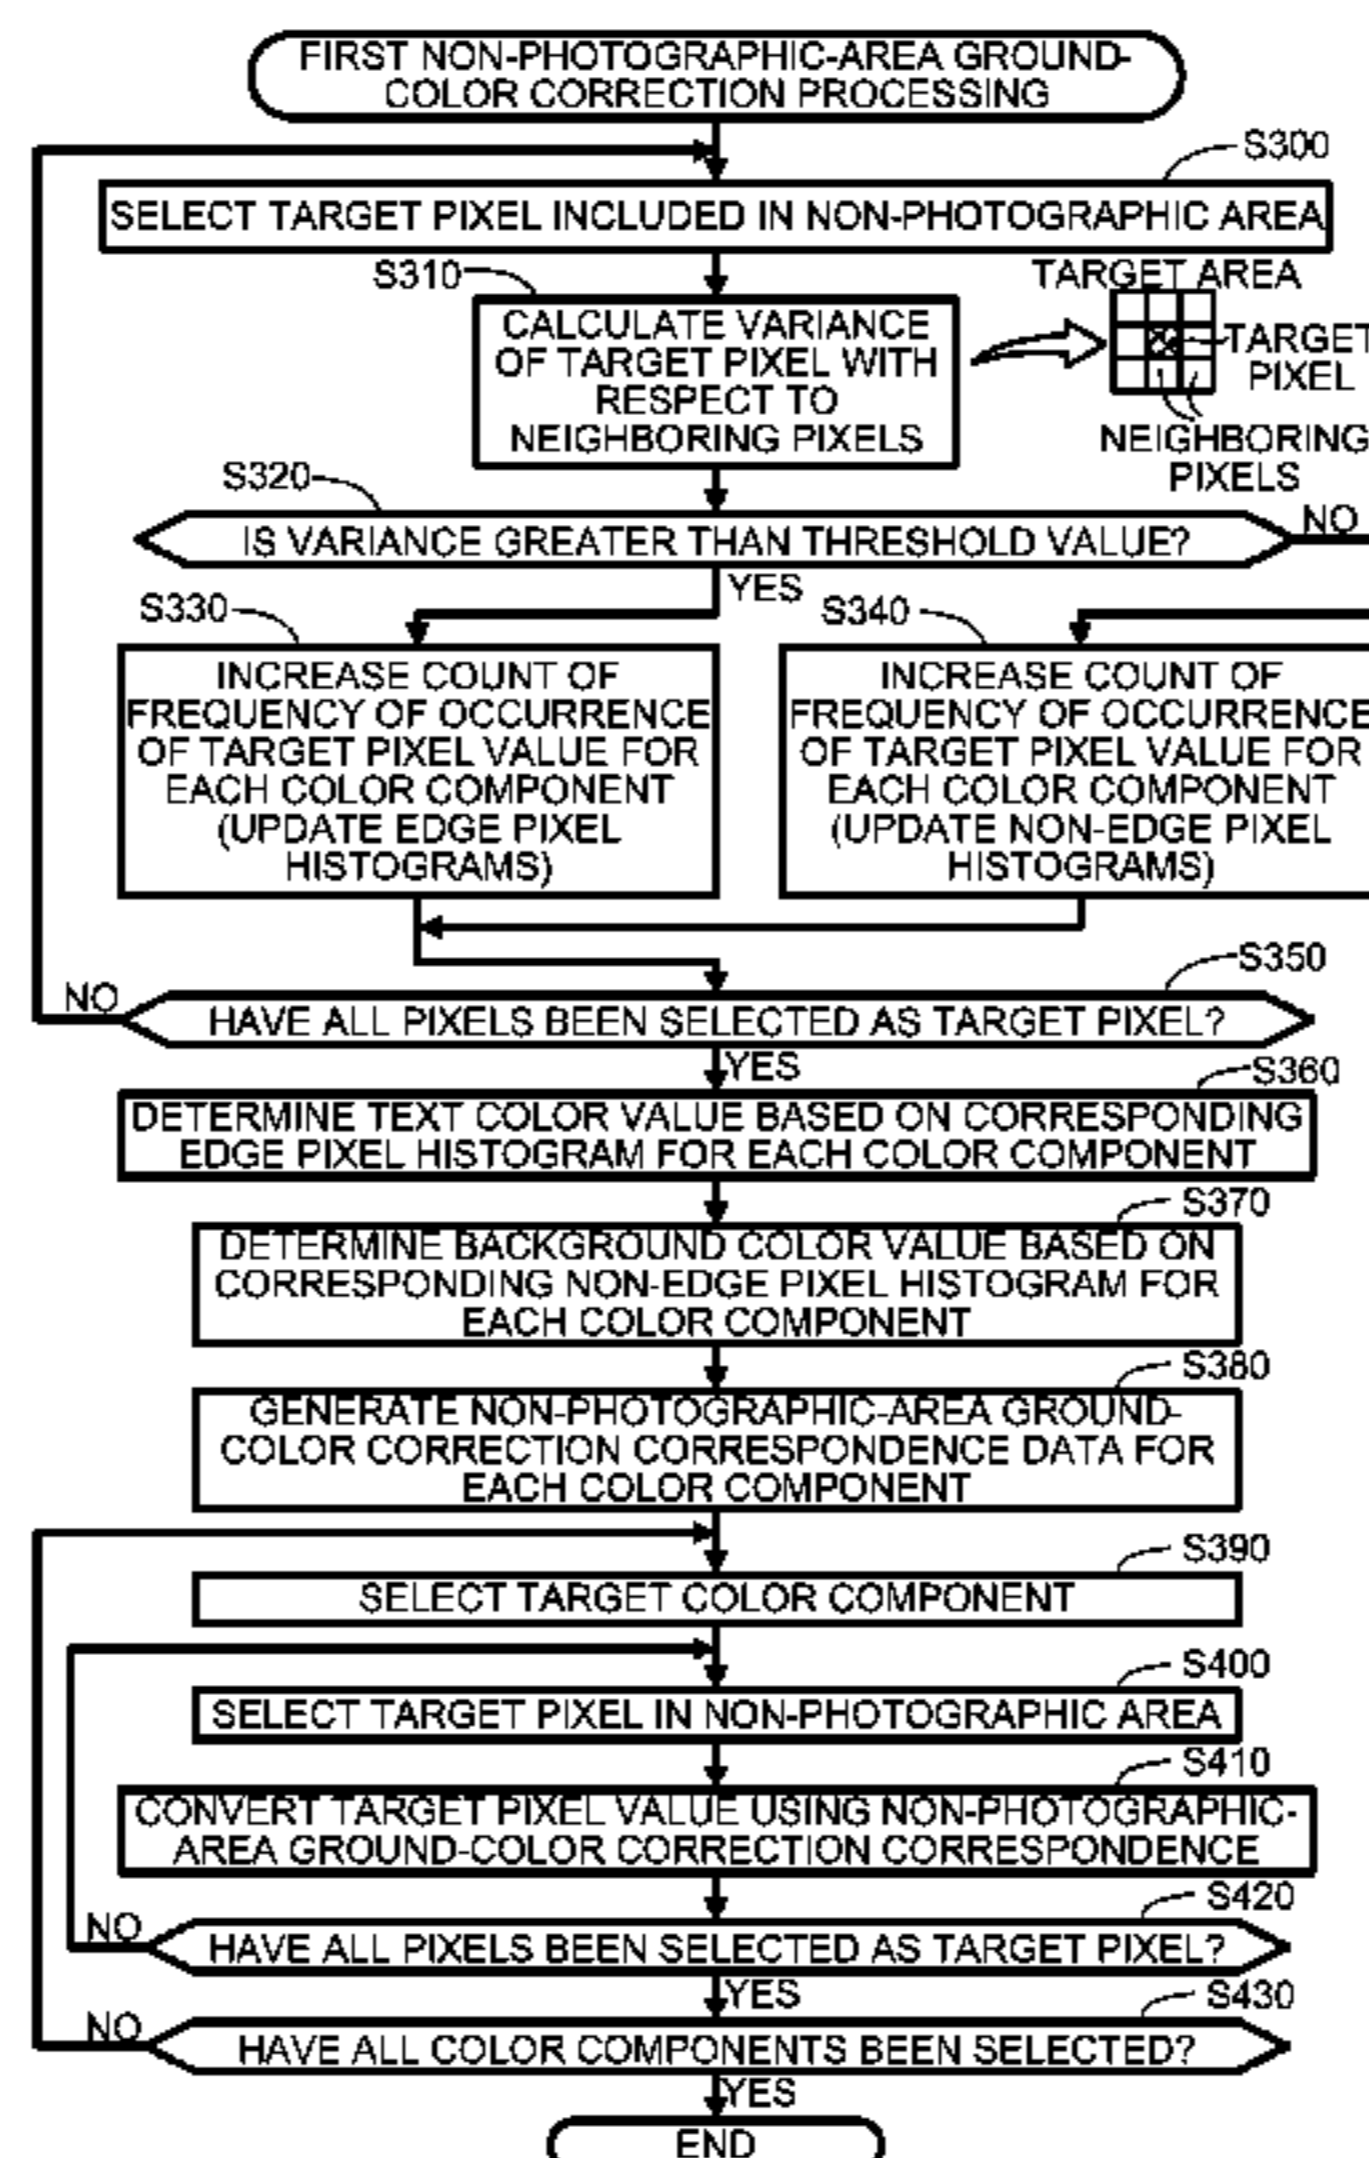 FIRST NON-PHOTOGRAPHIC-AREA GROUND-
COLOR CORRECTION PROCESSING
S300
SELECT TARGET PIXEL INCLUDED IN NON-PHOTOGRAPHIC AREA
S310
CALCULATE VARIANCE
OF TARGET PIXEL WITH
RESPECT TO
NEIGHBORING PIXELS
TARGET AREA
TARGET
PIXEL
NEIGHBORING
PIXELS
S320
IS VARIANCE GREATER THAN THRESHOLD VALUE?
NO
YES
S330
INCREASE COUNT OF
FREQUENCY OF OCCURRENCE
OF TARGET PIXEL VALUE FOR
EACH COLOR COMPONENT
(UPDATE EDGE PIXEL
HISTOGRAMS)
S340
INCREASE COUNT OF
FREQUENCY OF OCCURRENCE
OF TARGET PIXEL VALUE FOR
EACH COLOR COMPONENT
(UPDATE NON-EDGE PIXEL
HISTOGRAMS)
S350
NO
HAVE ALL PIXELS BEEN SELECTED AS TARGET PIXEL?
YES
S360
DETERMINE TEXT COLOR VALUE BASED ON CORRESPONDING
EDGE PIXEL HISTOGRAM FOR EACH COLOR COMPONENT
S370
DETERMINE BACKGROUND COLOR VALUE BASED ON
CORRESPONDING NON-EDGE PIXEL HISTOGRAM FOR
EACH COLOR COMPONENT
S380
GENERATE NON-PHOTOGRAPHIC-AREA GROUND-
COLOR CORRECTION CORRESPONDENCE DATA FOR
EACH COLOR COMPONENT
S390
SELECT TARGET COLOR COMPONENT
S400
SELECT TARGET PIXEL IN NON-PHOTOGRAPHIC AREA
S410
CONVERT TARGET PIXEL VALUE USING NON-PHOTOGRAPHIC-
AREA GROUND-COLOR CORRECTION CORRESPONDENCE
S420
NO
HAVE ALL PIXELS BEEN SELECTED AS TARGET PIXEL?
YES
S430
NO
HAVE ALL COLOR COMPONENTS BEEN SELECTED?
YES
END